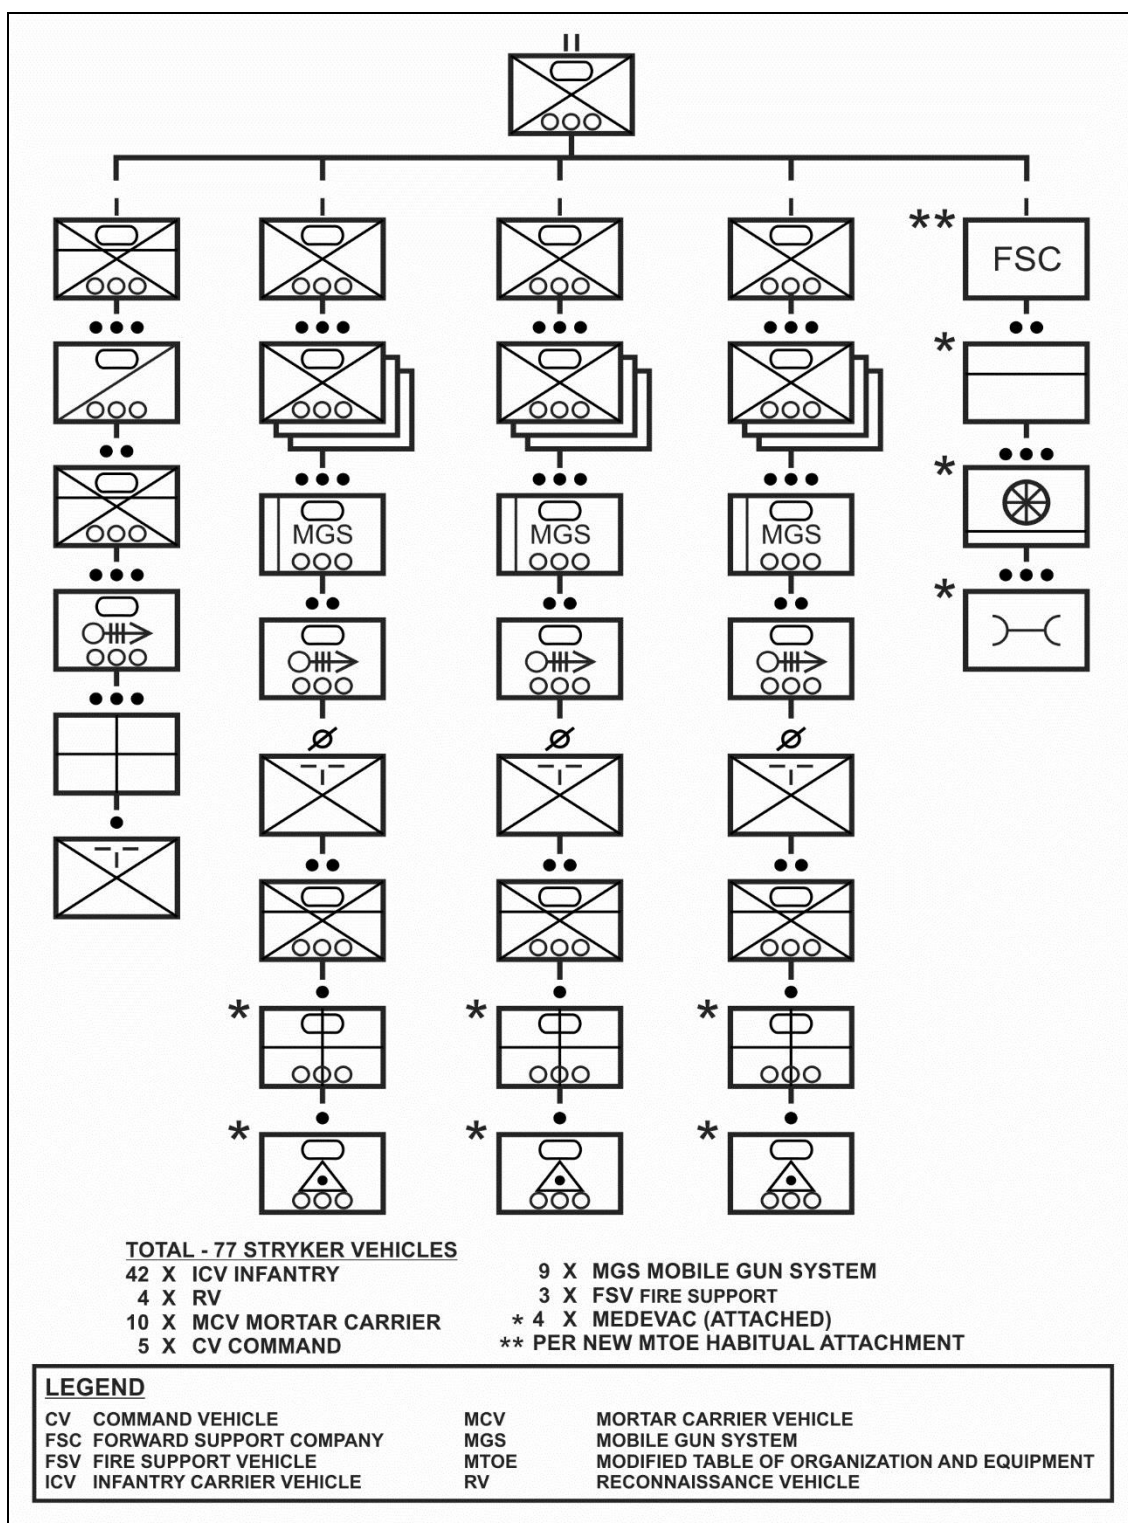 ** FSC
*
*
*
MGS MGS MGS
* * *
* * *
TOTAL - 77 STRYKER VEHICLES
42 X ICV INFANTRY
4 X RV
10 X MCV MORTAR CARRIER
5 X CV COMMAND
9 X MGS MOBILE GUN SYSTEM
3 X FSV FIRE SUPPORT
* 4 X MEDEVAC (ATTACHED)
** PER NEW MTOE HABITUAL ATTACHMENT
LEGEND
CV COMMAND VEHICLE
FSC FORWARD SUPPORT COMPANY
FSV FIRE SUPPORT VEHICLE
ICV INFANTRY CARRIER VEHICLE
MCV MORTAR CARRIER VEHICLE
MGS MOBILE GUN SYSTEM
MTOE MODIFIED TABLE OF ORGANIZATION AND EQUIPMENT
RV RECONNAISSANCE VEHICLE